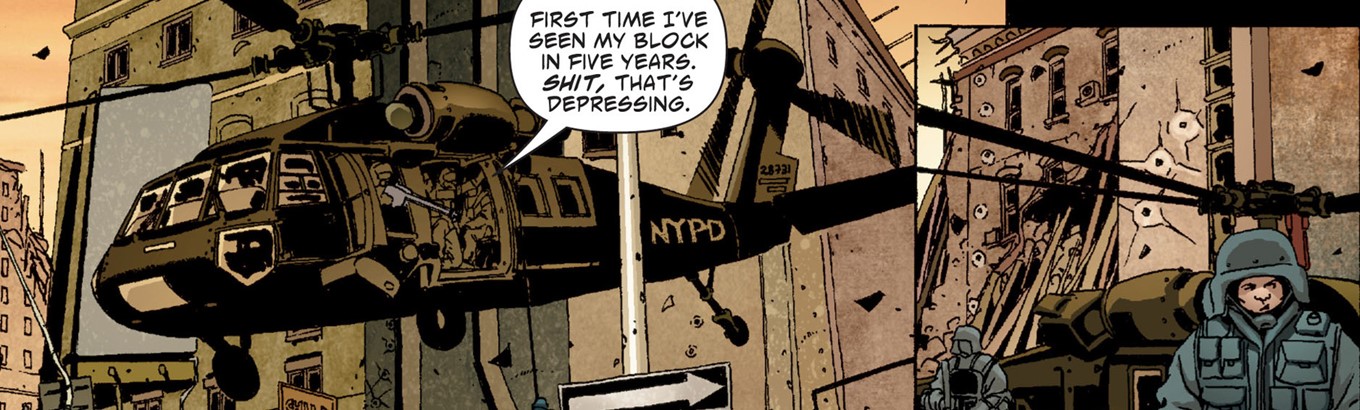 FIRST TIME I'VE
SEEN MY BLOCK
IN FIVE YEARS.
SHIT, THAT'S
DEPRESSING.
28731
NYPD